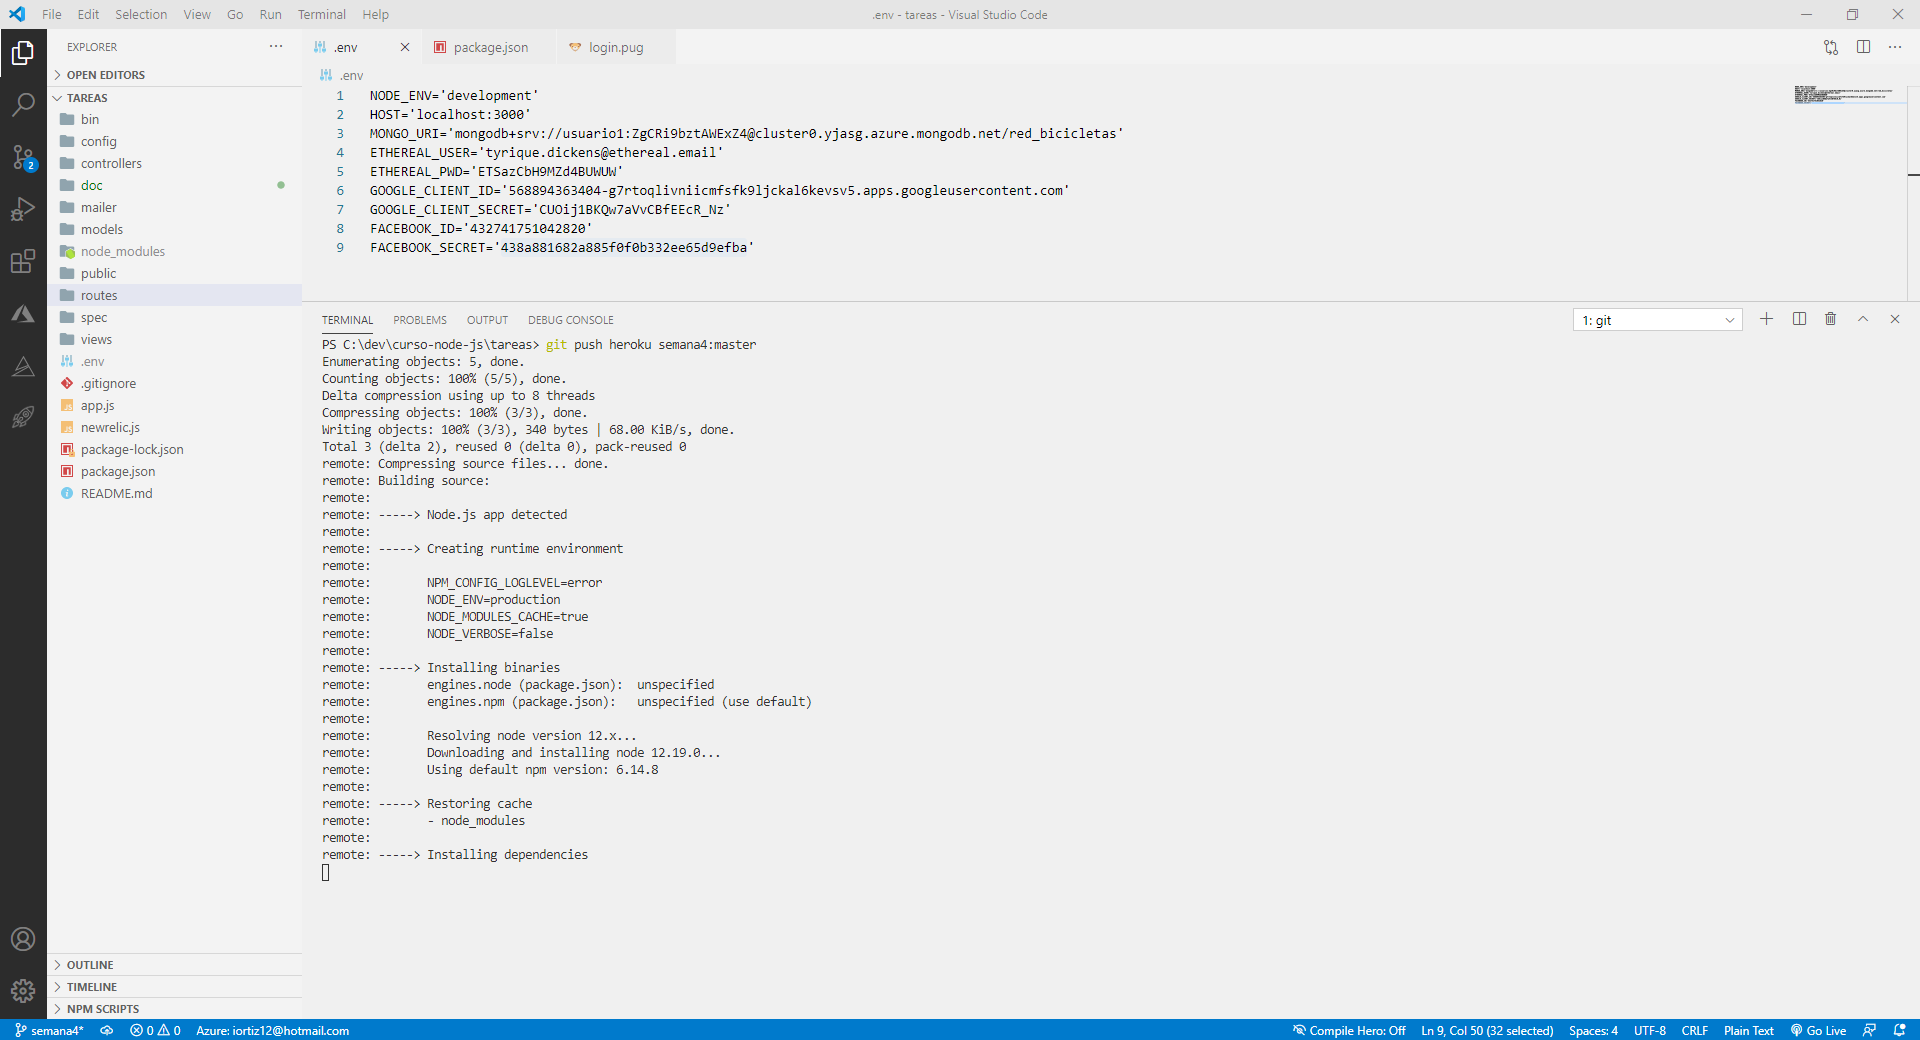 File Edit Selection View Go Run Terminal Help
.env - tareas - Visual Studio Code
EXPLORER
OPEN EDITORS
TAREAS
bin
config
controllers
doc
mailer
models
node_modules
public
routes
spec
views
.env
.gitignore
app.js
newrelic.js
package-lock.json
package.json
README.md
OUTLINE
TIMELINE
NPM SCRIPTS
.env package.json login.pug
.env
1 NODE_ENV='development'
2 HOST='localhost:3000'
3 MONGO_URI='mongodb+srv://usuario1:ZgCRi9bztAWExZ4@cluster0.yjasg.azure.mongodb.net/red_bicicletas'
4 ETHEREAL_USER='tyrique.dickens@ethereal.email'
5 ETHEREAL_PWD='ETSazCbH9MZd4BUWUW'
6 GOOGLE_CLIENT_ID='568894363404-g7rtoqlivniicmfsfk9ljckal6kevsv5.apps.googleusercontent.com'
7 GOOGLE_CLIENT_SECRET='CUOij1BKQw7aVvCBfEEcR_Nz'
8 FACEBOOK_ID='432741751042820'
9 FACEBOOK_SECRET='438a881682a885f0f0b332ee65d9efba'
TERMINAL PROBLEMS OUTPUT DEBUG CONSOLE
1: git
PS C:\dev\curso-node-js\tareas> git push heroku semana4:master
Enumerating objects: 5, done.
Counting objects: 100% (5/5), done.
Delta compression using up to 8 threads
Compressing objects: 100% (3/3), done.
Writing objects: 100% (3/3), 340 bytes | 68.00 KiB/s, done.
Total 3 (delta 2), reused 0 (delta 0), pack-reused 0
remote: Compressing source files... done.
remote: Building source:
remote:
remote: -----> Node.js app detected
remote:
remote: -----> Creating runtime environment
remote:
remote: NPM_CONFIG_LOGLEVEL=error
remote: NODE_ENV=production
remote: NODE_MODULES_CACHE=true
remote: NODE_VERBOSE=false
remote:
remote: -----> Installing binaries
remote: engines.node (package.json): unspecified
remote: engines.npm (package.json): unspecified (use default)
remote:
remote: Resolving node version 12.x...
remote: Downloading and installing node 12.19.0...
remote: Using default npm version: 6.14.8
remote:
remote: -----> Restoring cache
remote: - node_modules
remote:
remote: -----> Installing dependencies
2
semana4* 0 0 Azure: iortiz12@hotmail.com
Compile Hero: Off Ln 9, Col 50 (32 selected) Spaces: 4 UTF-8 CRLF Plain Text Go Live